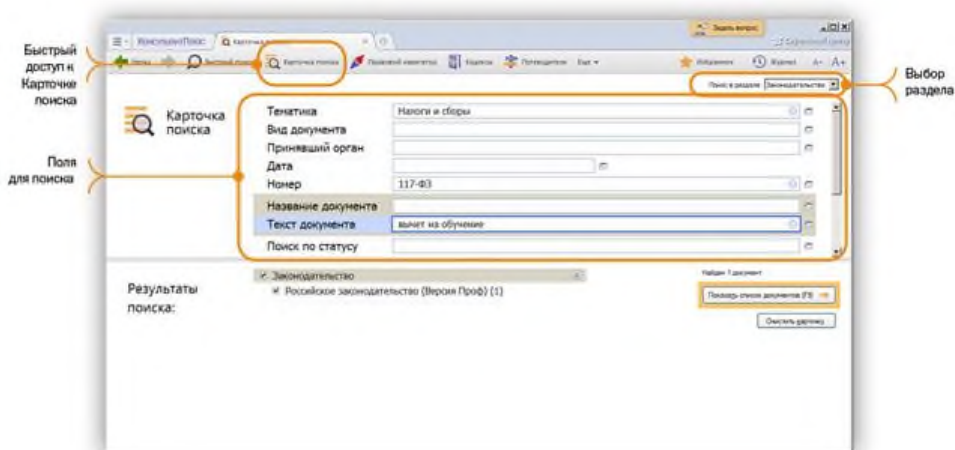 Задать вопрос
КонсультантПлюс
Быстрый
доступ к
Карточке
поиска
Назад Быстрый поиск Карточка поиска Правовой навигатор Кодексы Путеводители Еще Избранное Журнал A- A+
Выбор
раздела
Поиск в разделе Законодательство
Карточка
поиска
Поля
для поиска
Тематика Налоги и сборы
Вид документа
Принявший орган
Дата
Номер 117-ФЗ
Название документа
Текст документа вычет на обучение
Поиск по статусу
Результаты
поиска:
Законодательство
Российское законодательство (Версия Проф) (1)
Найден 1 документ
Показать список документов (F9)
Очистить карточку